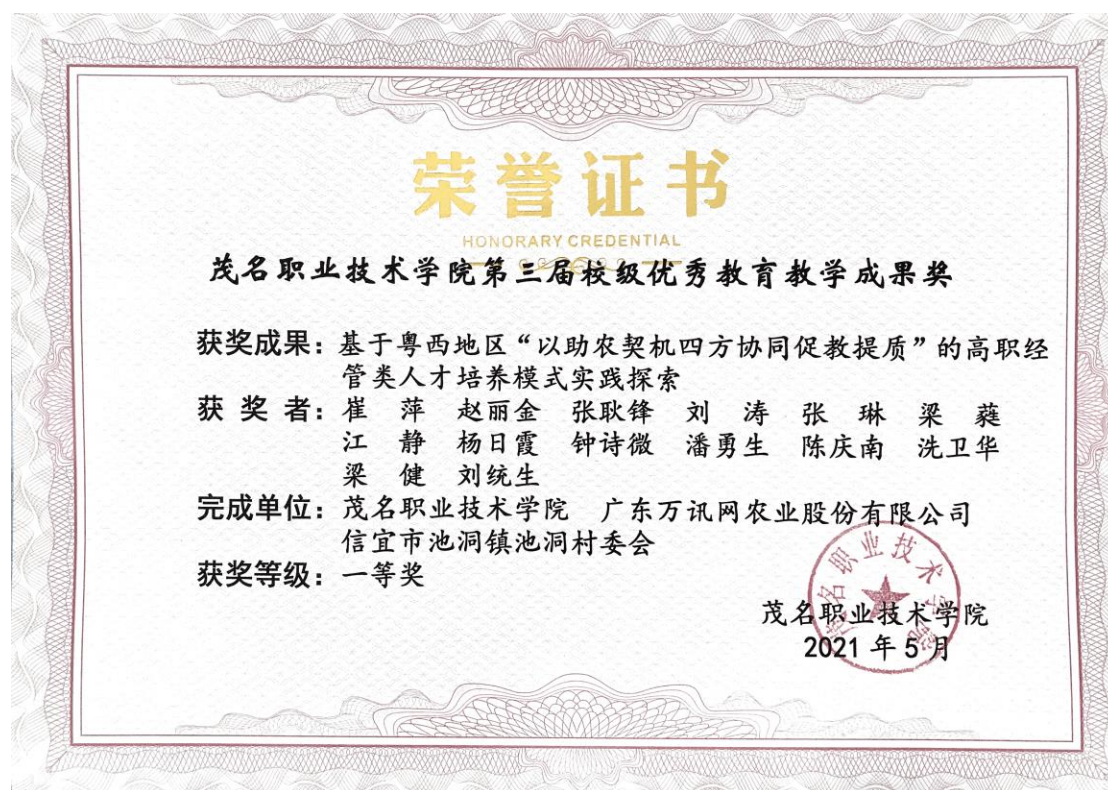 荣誉证书
HONORARY CREDENTIAL
茂名职业技术学院第三届校级优秀教育教学成果奖
获奖成果：基于粤西地区“以助农契机四方协同促教提质”的高职经
管类人才培养模式实践探索
获 奖 者：崔 萍 赵丽金 张耿锋 刘 涛 张 琳 梁 蕤
江 静 杨日霞 钟诗微 潘勇生 陈庆南 冼卫华
梁 健 刘统生
完成单位：茂名职业技术学院 广东万讯网农业股份有限公司
信宜市池洞镇池洞村委会
获奖等级：一等奖
茂名职业技术学院
茂名职业技术学院
2021 年 5 月